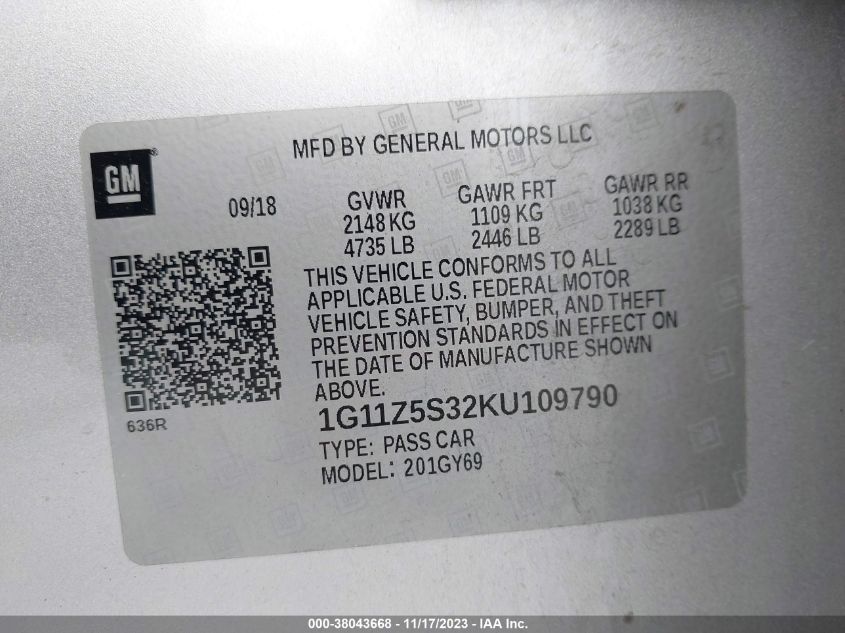 MFD BY GENERAL MOTORS LLC
GM®
09/18
GVWR GAWR FRT GAWR RR
2148 KG 1109 KG 1038 KG
4735 LB 2446 LB 2289 LB
THIS VEHICLE CONFORMS TO ALL
APPLICABLE U.S. FEDERAL MOTOR
VEHICLE SAFETY, BUMPER, AND THEFT
PREVENTION STANDARDS IN EFFECT ON
THE DATE OF MANUFACTURE SHOWN
ABOVE.
636R
1G11Z5S32KU109790
TYPE: PASS CAR
MODEL: 201GY69
000-38043668 - 11/17/2023 - IAA Inc.